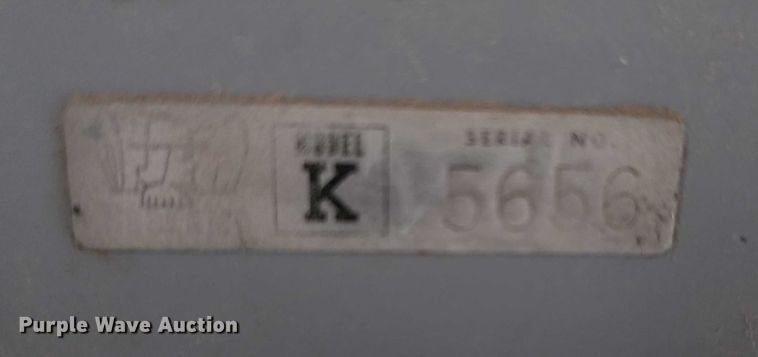 MODEL
K
SERIAL NO.
5656
Purple Wave Auction